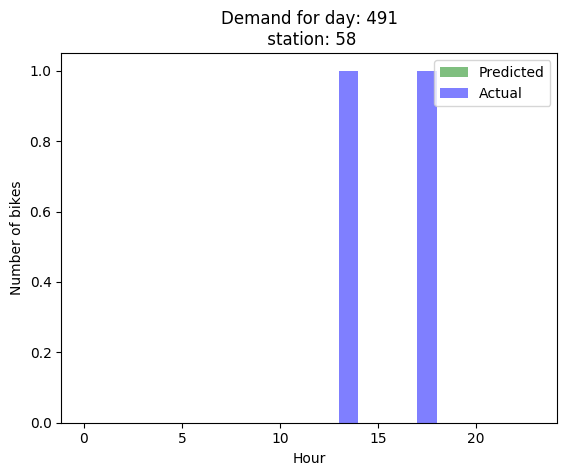 Demand for day: 491
station: 58
Predicted
Actual
Number of bikes
1.0
0.8
0.6
0.4
0.2
0.0
0 5 10 15 20
Hour